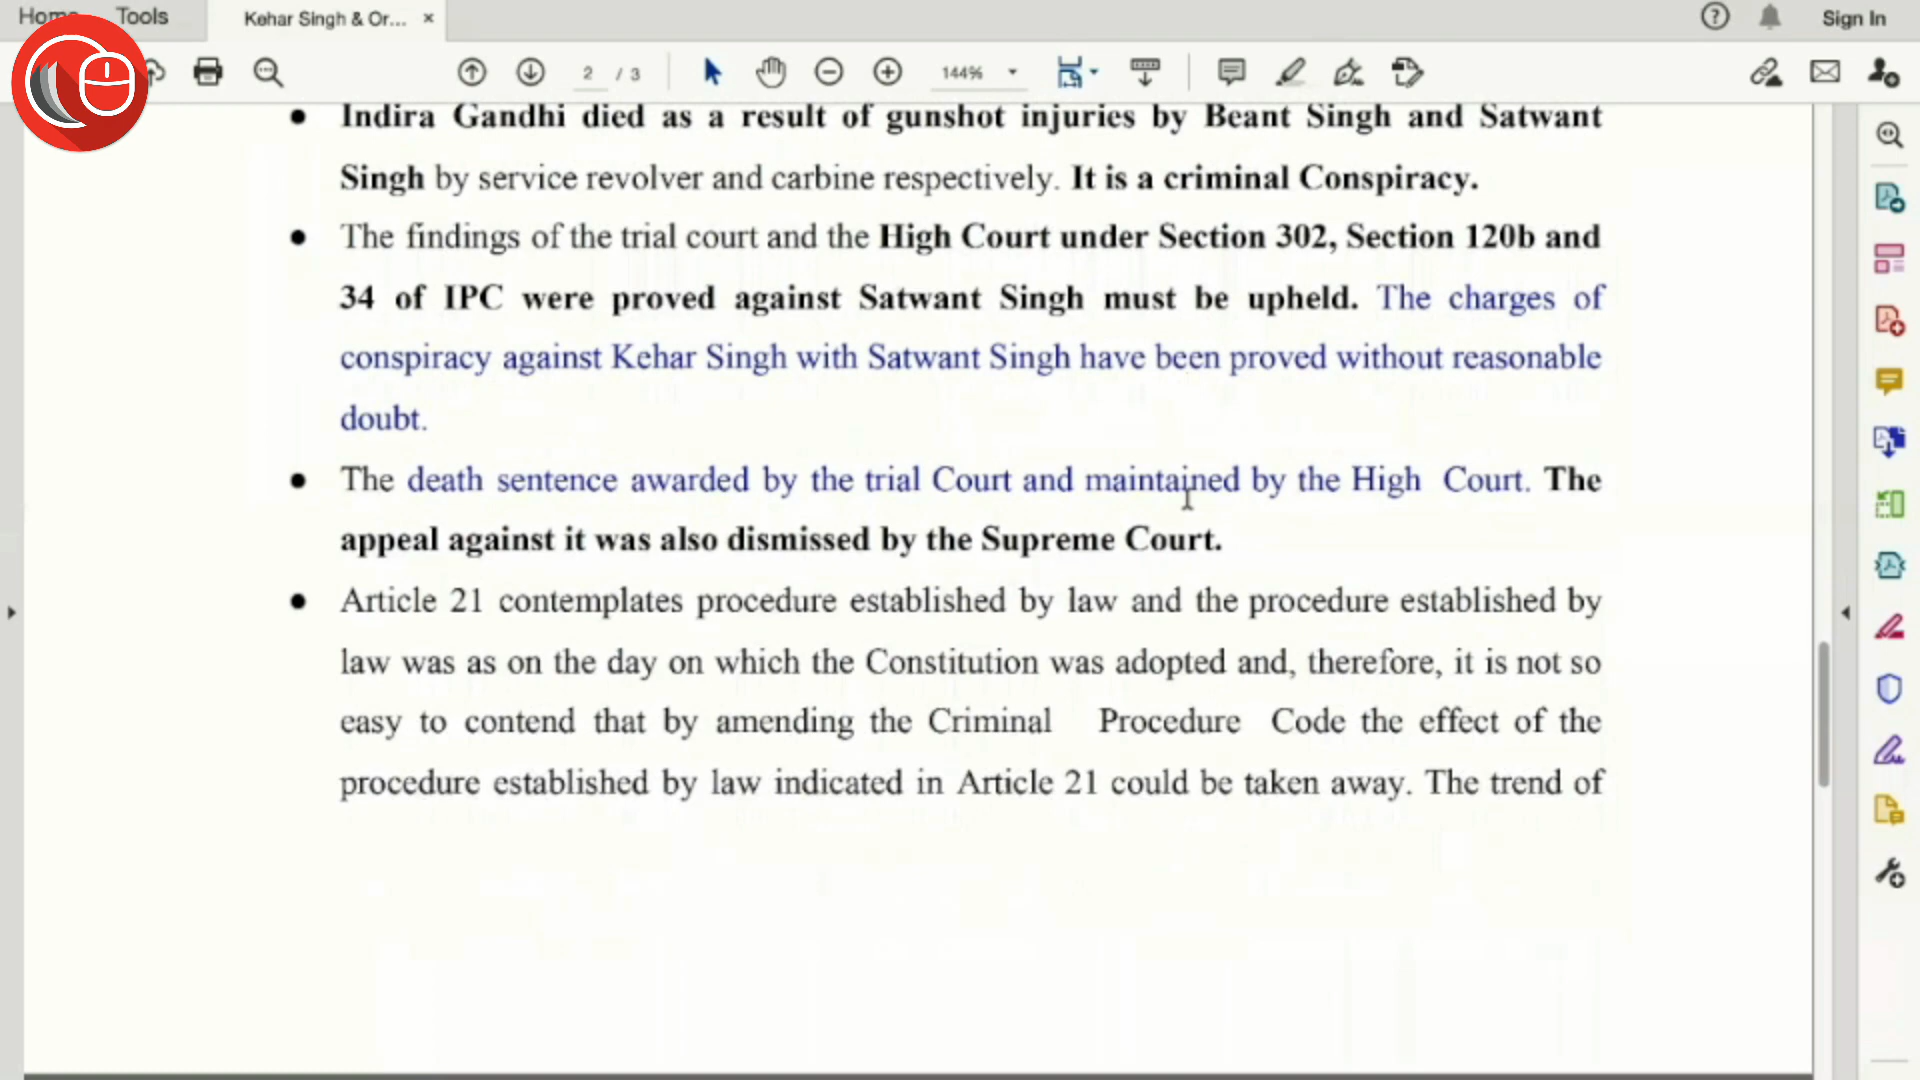 Home Tools Kehar Singh & Or... × Sign In
2 / 3 144%
Indira Gandhi died as a result of gunshot injuries by Beant Singh and Satwant
Singh by service revolver and carbine respectively. It is a criminal Conspiracy.
The findings of the trial court and the High Court under Section 302, Section 120b and
34 of IPC were proved against Satwant Singh must be upheld. The charges of
conspiracy against Kehar Singh with Satwant Singh have been proved without reasonable
doubt.
The death sentence awarded by the trial Court and maintained by the High Court. The
appeal against it was also dismissed by the Supreme Court.
Article 21 contemplates procedure established by law and the procedure established by
law was as on the day on which the Constitution was adopted and, therefore, it is not so
easy to contend that by amending the Criminal Procedure Code the effect of the
procedure established by law indicated in Article 21 could be taken away. The trend of